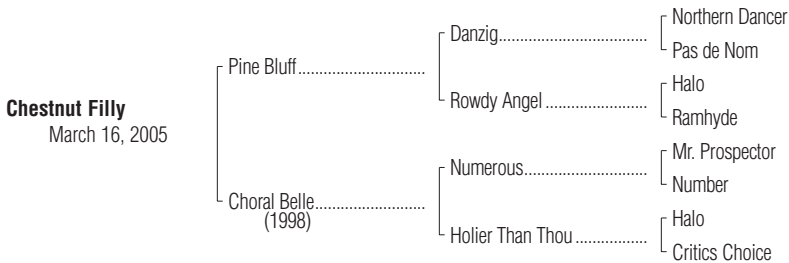 Northern Dancer
Danzig
Pas de Nom
Pine Bluff
Halo
Rowdy Angel
Ramhyde
Chestnut Filly
March 16, 2005
Mr. Prospector
Numerous
Number
Choral Belle
(1998)
Halo
Holier Than Thou
Critics Choice